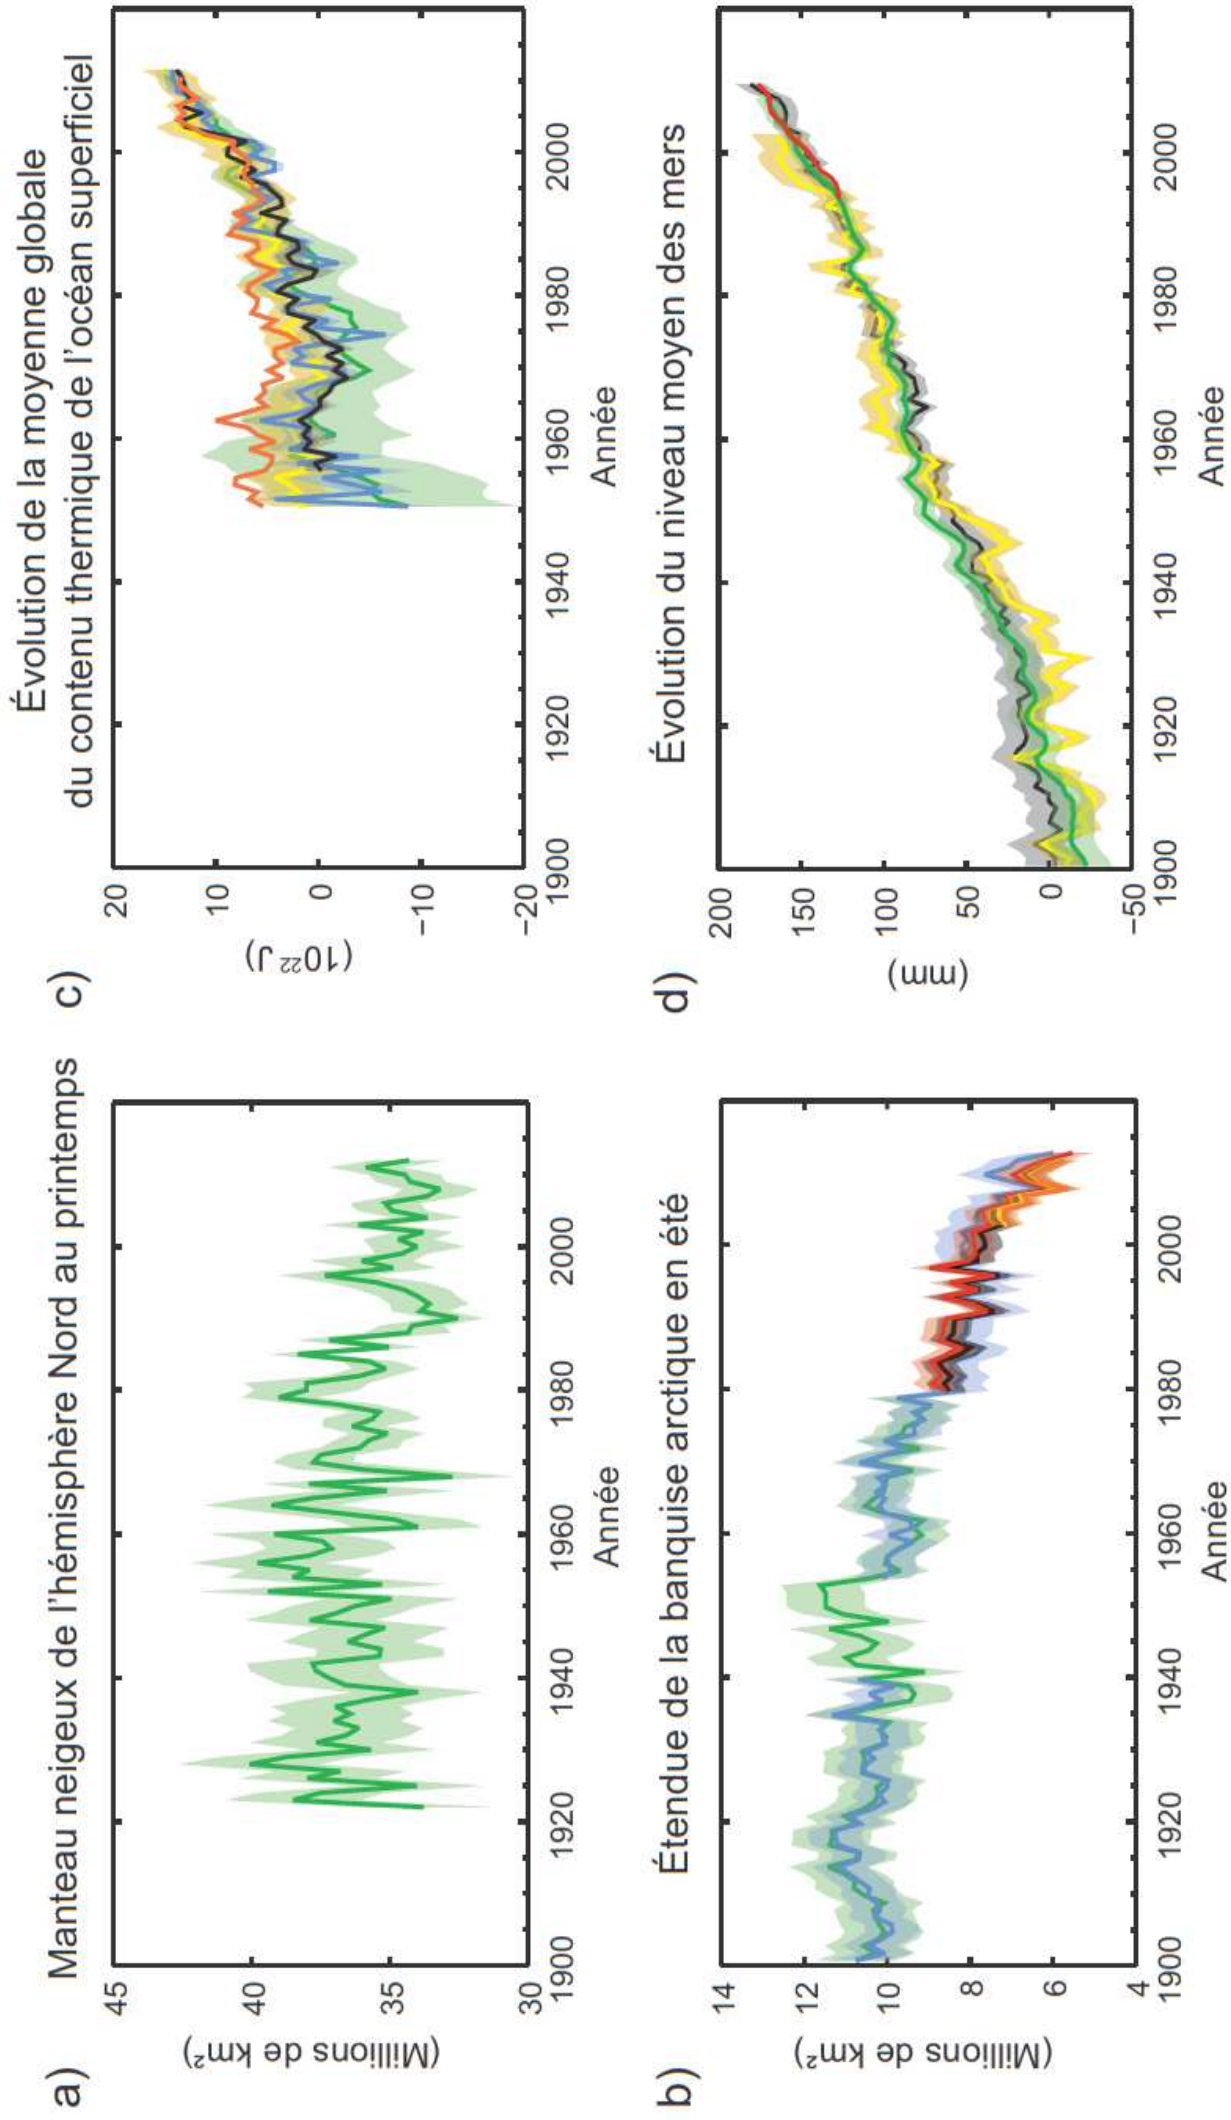 a)
Manteau neigeux de l'hémisphère Nord au printemps
(Millions de km²)
45
40
35
30
1900
1920
1940
1960
1980
2000
Année
b)
Étendue de la banquise arctique en été
(Millions de km²)
14
12
10
8
6
4
1900
1920
1940
1960
1980
2000
Année
c)
Évolution de la moyenne globale
du contenu thermique de l'océan superficiel
(10²² J)
20
10
0
−10
−20
1900
1920
1940
1960
1980
2000
Année
d)
Évolution du niveau moyen des mers
(mm)
200
150
100
50
0
−50
1900
1920
1940
1960
1980
2000
Année